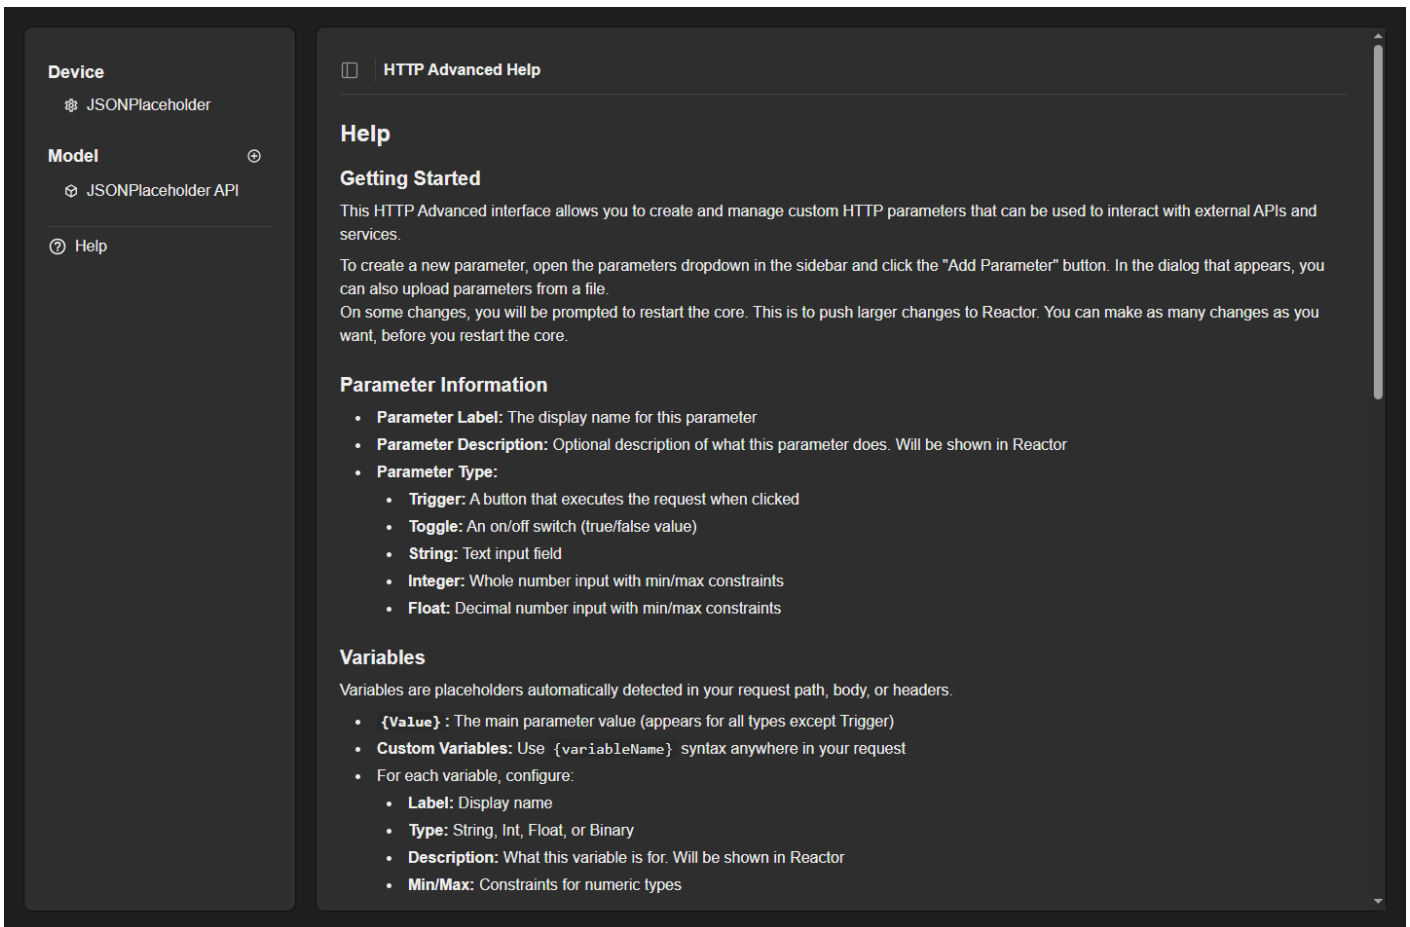 Device
JSONPlaceholder
Model
JSONPlaceholder API
Help
HTTP Advanced Help
Help
Getting Started
This HTTP Advanced interface allows you to create and manage custom HTTP parameters that can be used to interact with external APIs and
services.
To create a new parameter, open the parameters dropdown in the sidebar and click the "Add Parameter" button. In the dialog that appears, you
can also upload parameters from a file.
On some changes, you will be prompted to restart the core. This is to push larger changes to Reactor. You can make as many changes as you
want, before you restart the core.
Parameter Information
• Parameter Label: The display name for this parameter
• Parameter Description: Optional description of what this parameter does. Will be shown in Reactor
• Parameter Type:
• Trigger: A button that executes the request when clicked
• Toggle: An on/off switch (true/false value)
• String: Text input field
• Integer: Whole number input with min/max constraints
• Float: Decimal number input with min/max constraints
Variables
Variables are placeholders automatically detected in your request path, body, or headers.
• {Value} : The main parameter value (appears for all types except Trigger)
• Custom Variables: Use {variableName} syntax anywhere in your request
• For each variable, configure:
• Label: Display name
• Type: String, Int, Float, or Binary
• Description: What this variable is for. Will be shown in Reactor
• Min/Max: Constraints for numeric types